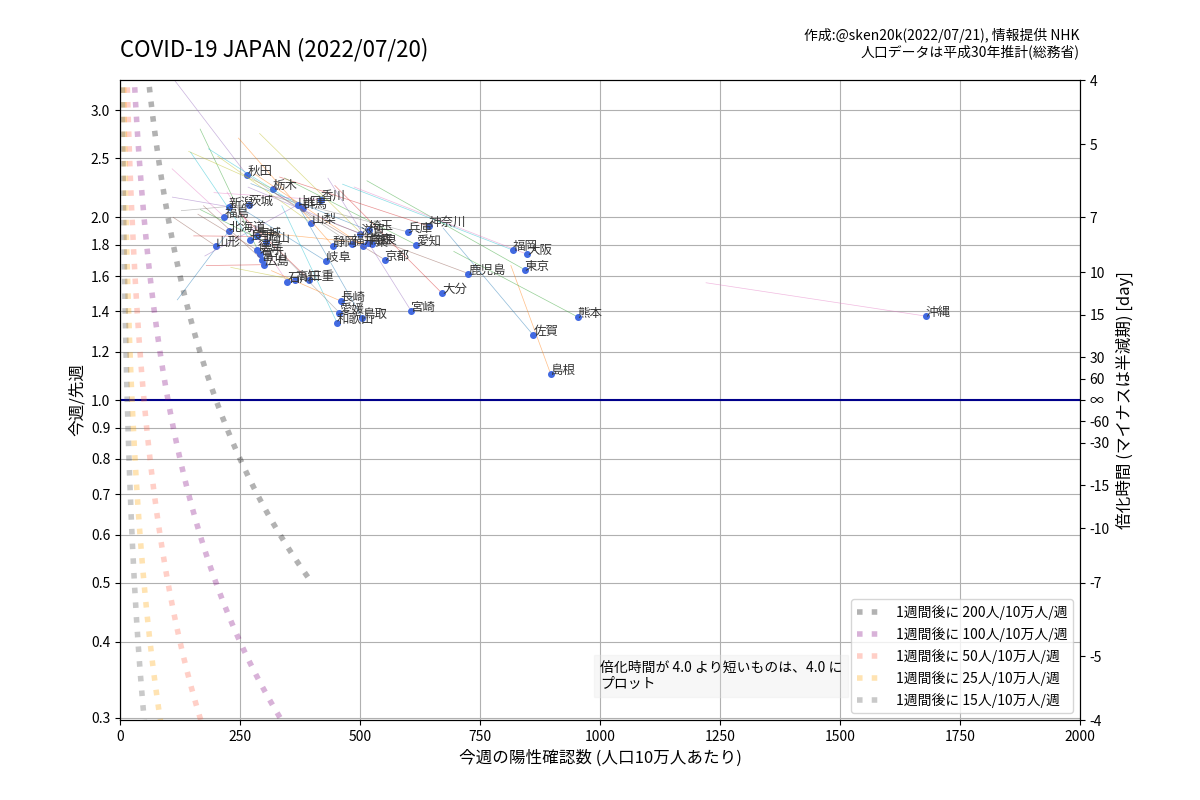 COVID-19 JAPAN (2022/07/20)
作成:@sken20k(2022/07/21), 情報提供 NHK
人口データは平成30年推計(総務省)
今週/先週
3.0
2.5
2.0
1.8
1.6
1.4
1.2
1.0
0.9
0.8
0.7
0.6
0.5
0.4
0.3
秋田
栃木
香川
茨城
群馬
福島
山梨
北海道
埼玉
兵庫
神奈川
山形
静岡
愛知
京都
福岡
大阪
東京
岐阜
広島
鹿児島
三重
大分
長崎
愛媛
宮崎
鳥取
和歌山
熊本
沖縄
佐賀
島根
4
5
7
10
15
30
60
∞
-60
-30
-15
-10
-7
-5
-4
倍化時間 (マイナスは半減期) [day]
倍化時間が 4.0 より短いものは、4.0 に
プロット
1週間後に 200人/10万人/週
1週間後に 100人/10万人/週
1週間後に 50人/10万人/週
1週間後に 25人/10万人/週
1週間後に 15人/10万人/週
0 250 500 750 1000 1250 1500 1750 2000
今週の陽性確認数 (人口10万人あたり)